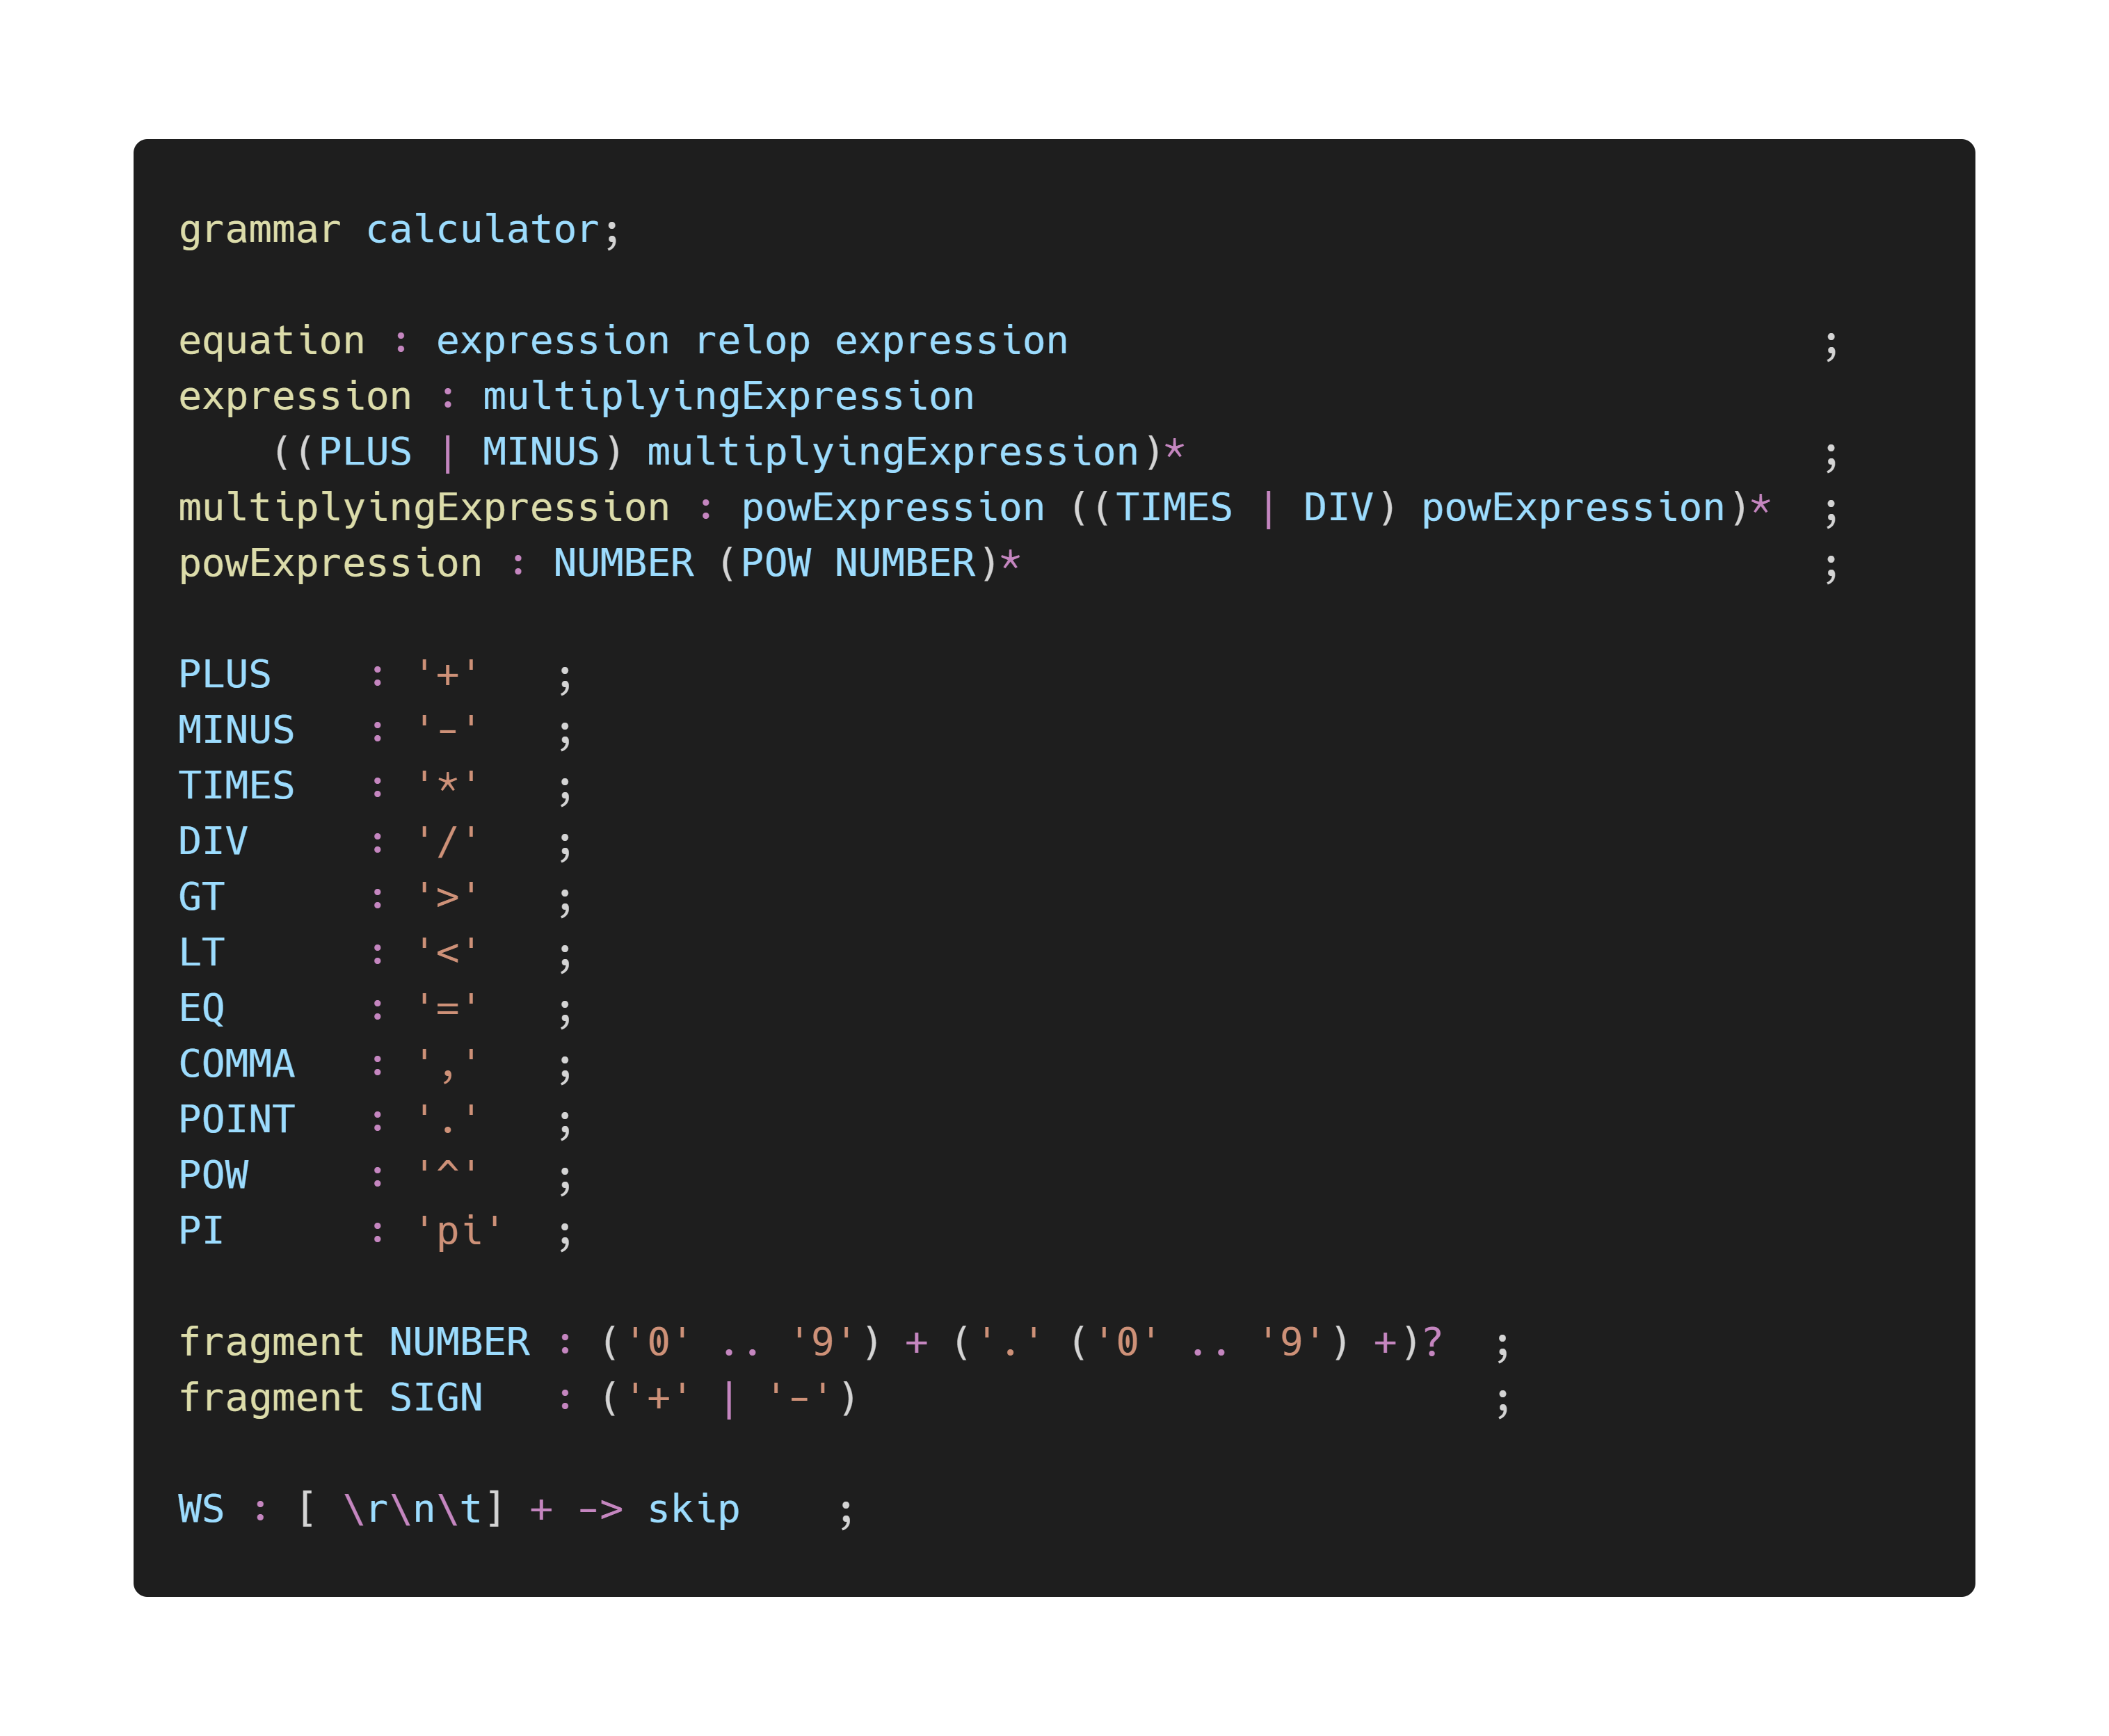 grammar calculator;
equation : expression relop expression                                ;
expression : multiplyingExpression
    ((PLUS | MINUS) multiplyingExpression)*                           ;
multiplyingExpression : powExpression ((TIMES | DIV) powExpression)*  ;
powExpression : NUMBER (POW NUMBER)*                                  ;
PLUS    : '+'   ;
MINUS   : '-'   ;
TIMES   : '*'   ;
DIV     : '/'   ;
GT      : '>'   ;
LT      : '<'   ;
EQ      : '='   ;
COMMA   : ','   ;
POINT   : '.'   ;
POW     : '^'   ;
PI      : 'pi'  ;
fragment NUMBER : ('0' .. '9') + ('.' ('0' .. '9') +)?  ;
fragment SIGN   : ('+' | '-')                           ;
WS : [ \r\n\t] + -> skip    ;